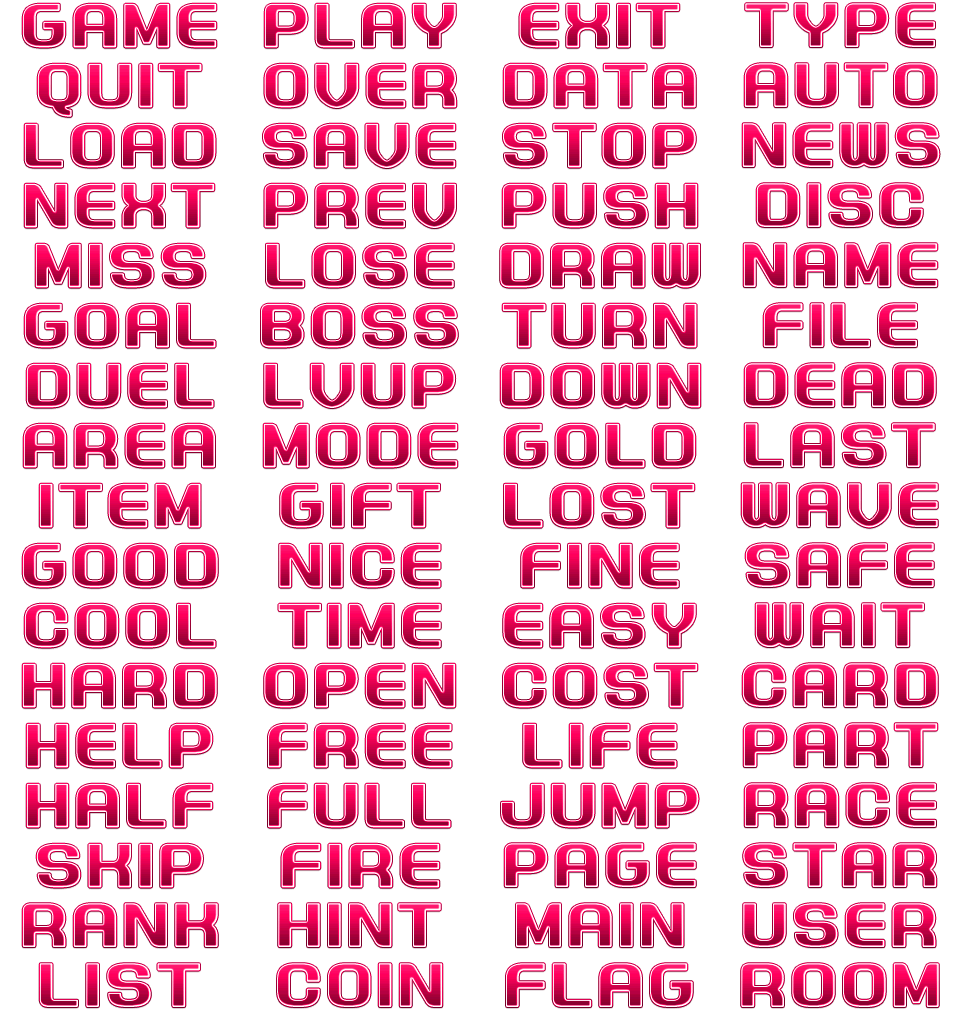 GAME PLAY EXIT TYPE
QUIT OVER DATA AUTO
LOAD SAVE STOP NEWS
NEXT PREV PUSH DISC
MISS LOSE DRAW NAME
GOAL BOSS TURN FILE
DUEL LVUP DOWN DEAD
AREA MODE GOLD LAST
ITEM GIFT LOST WAVE
GOOD NICE FINE SAFE
COOL TIME EASY WAIT
HARD OPEN COST CARD
HELP FREE LIFE PART
HALF FULL JUMP RACE
SKIP FIRE PAGE STAR
RANK HINT MAIN USER
LIST COIN FLAG ROOM